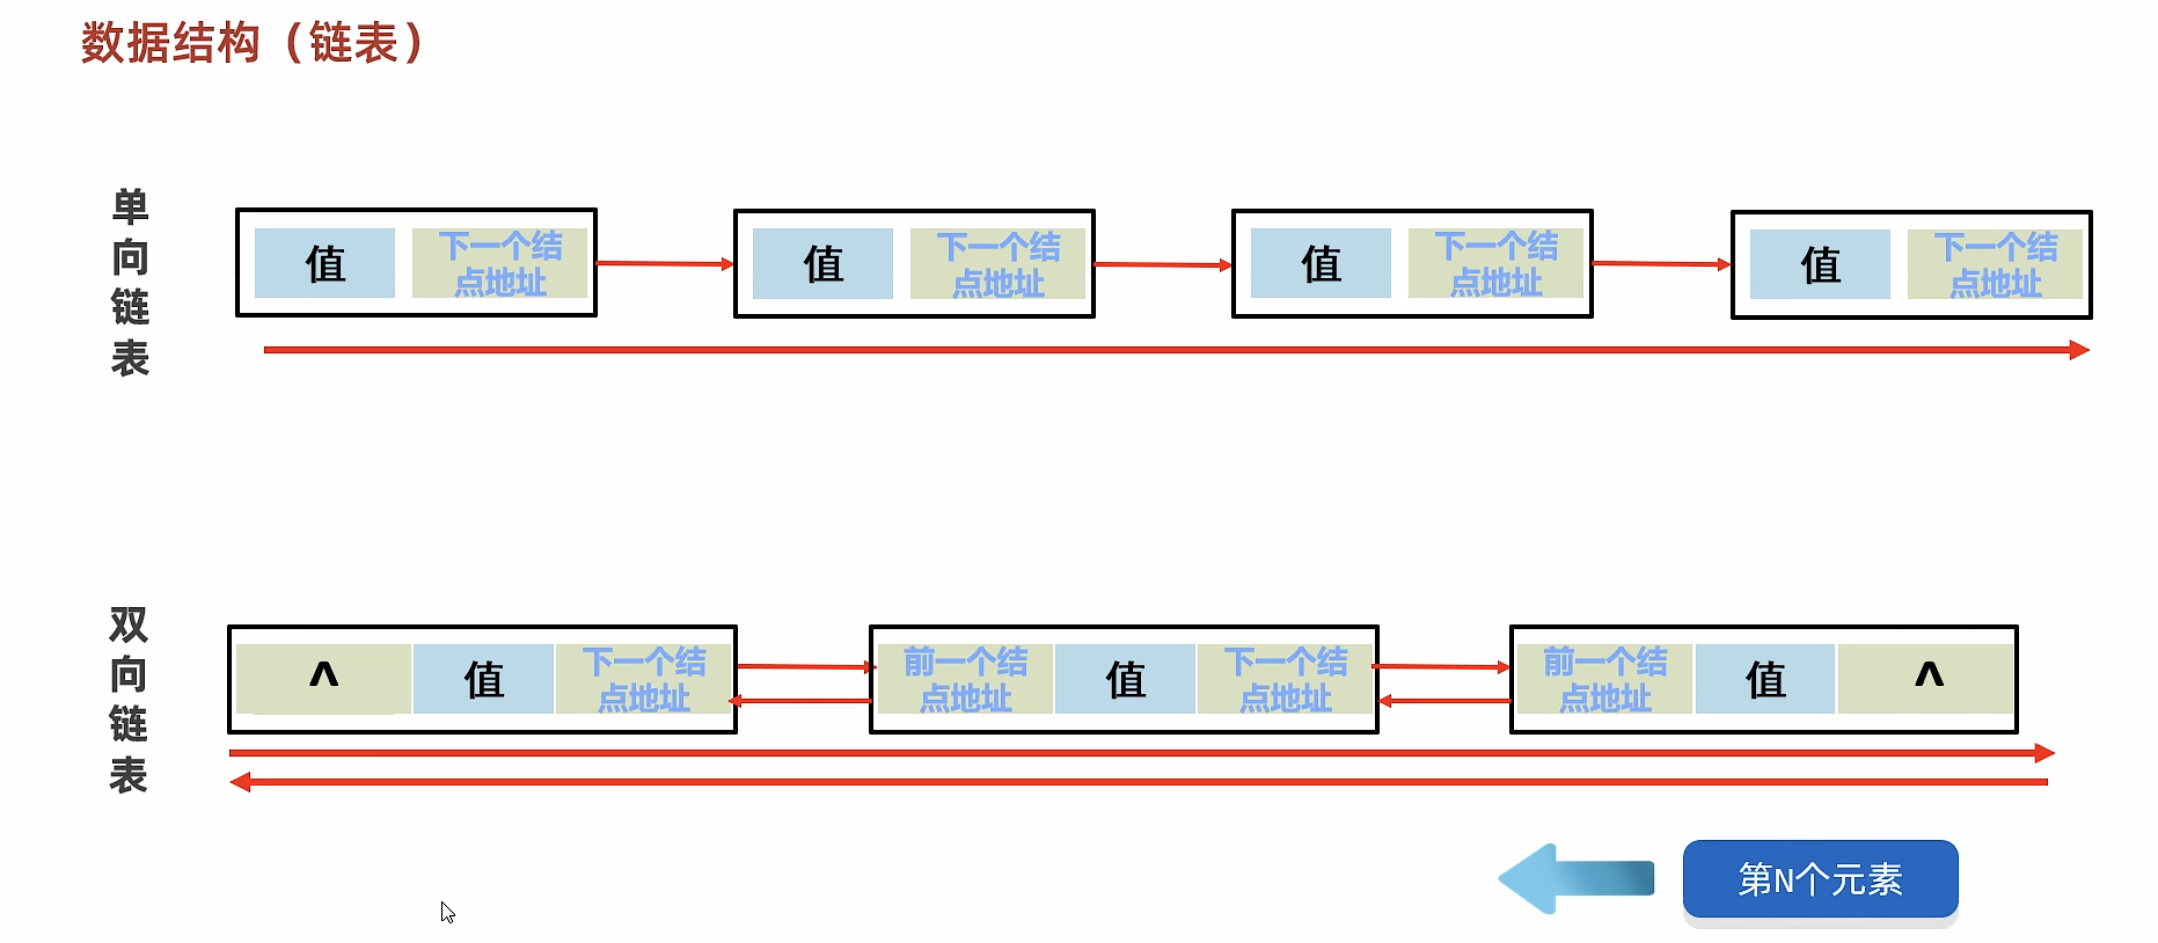 数据结构（链表）
单向链表
值
下一个结
点地址
值
下一个结
点地址
值
下一个结
点地址
值
下一个结
点地址
双向链表
^
值
下一个结
点地址
前一个结
点地址
值
下一个结
点地址
前一个结
点地址
值
^
第N个元素